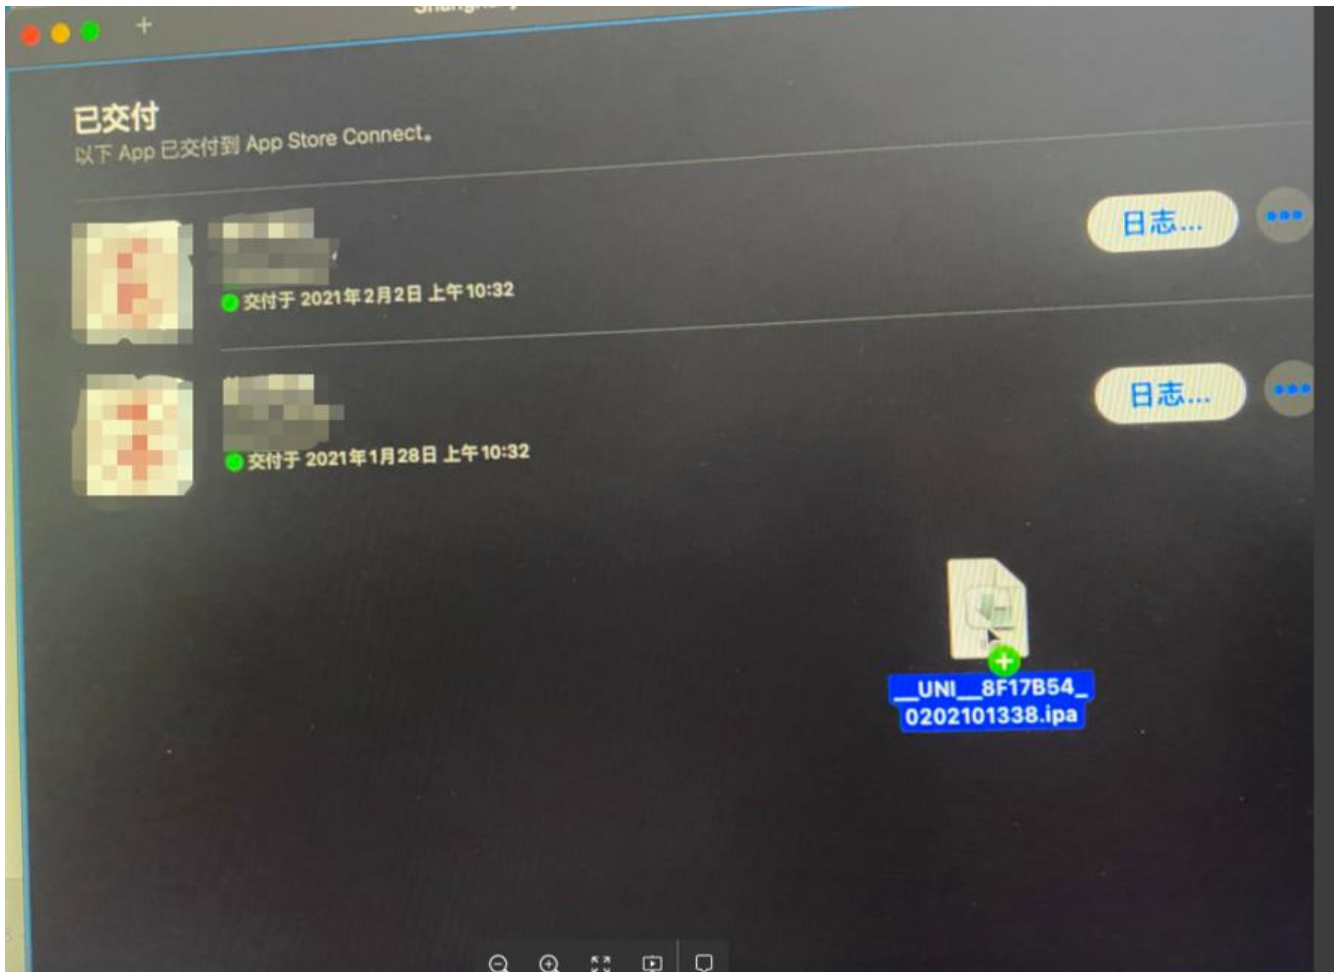 已交付
以下 App 已交付到 App Store Connect。
日志...
交付于 2021年2月2日 上午10:32
日志...
交付于 2021年1月28日 上午10:32
__UNI__8F17B54_
0202101338.ipa